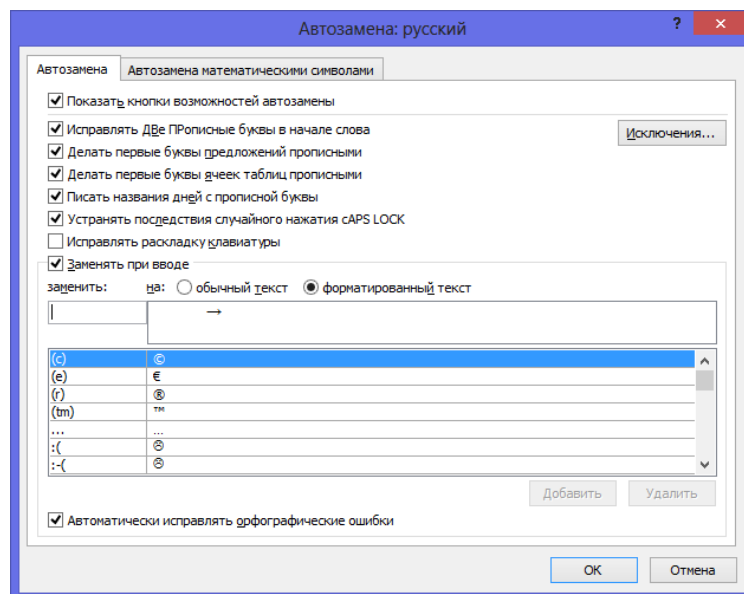 Автозамена: русский
? ×
Автозамена Автозамена математическими символами
Показать кнопки возможностей автозамены
Исправлять ДВе ПРописные буквы в начале слова
Исключения...
Делать первые буквы предложений прописными
Делать первые буквы ячеек таблиц прописными
Писать названия дней с прописной буквы
Устранять последствия случайного нажатия cAPS LOCK
Исправлять раскладку клавиатуры
Заменять при вводе
заменить: на: обычный текст форматированный текст
→
(c) ©
(e) €
(r) ®
(tm) ™
... …
:( ☹
:-( ☹
Добавить Удалить
Автоматически исправлять орфографические ошибки
ОК Отмена